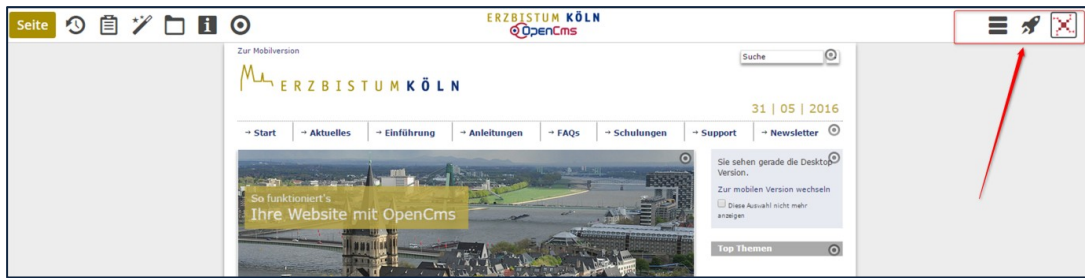 Seite
ERZBISTUM KÖLN
OpenCms
Zur Mobilversion
Suche
ERZBISTUM KÖLN
31 | 05 | 2016
→ Start → Aktuelles → Einführung → Anleitungen → FAQs → Schulungen → Support → Newsletter
So funktioniert's
Ihre Website mit OpenCms
Sie sehen gerade die Desktop
Version.
Zur mobilen Version wechseln
Diese Auswahl nicht mehr
anzeigen
Top Themen